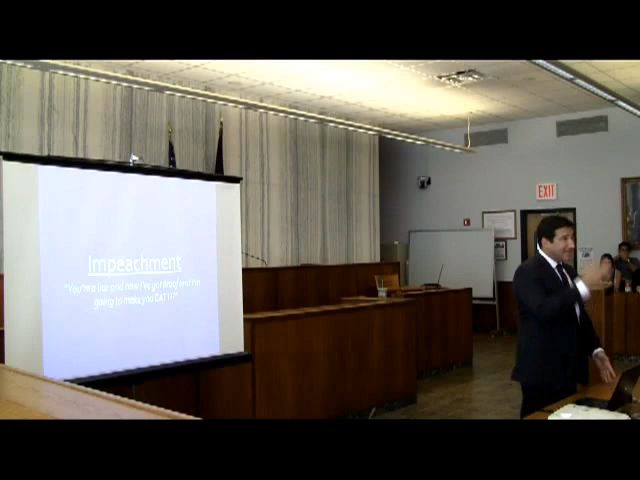 Impeachment
"You're a liar and now I've got proof and I'm
going to make you EAT IT!"
EXIT